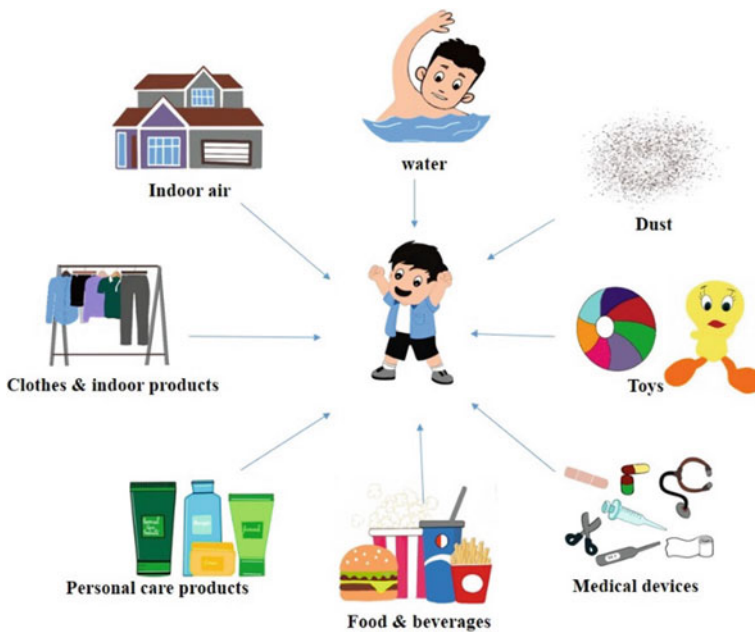 Indoor air
water
Dust
Clothes & indoor products
Toys
Personal care products
Food & beverages
Medical devices